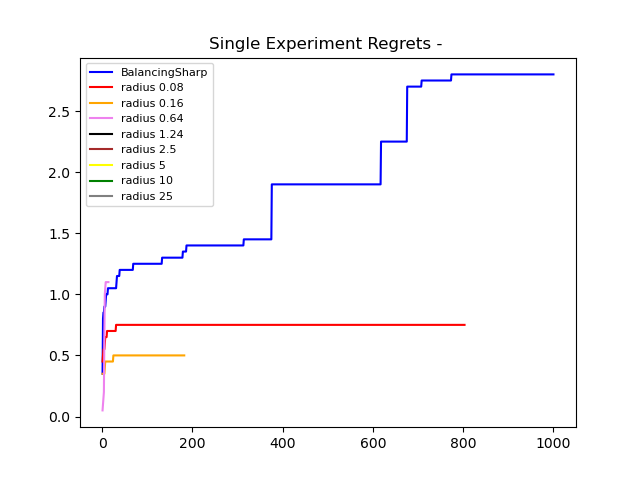 Single Experiment Regrets -
BalancingSharp
radius 0.08
radius 0.16
radius 0.64
radius 1.24
radius 2.5
radius 5
radius 10
radius 25
2.5
2.0
1.5
1.0
0.5
0.0
0 200 400 600 800 1000